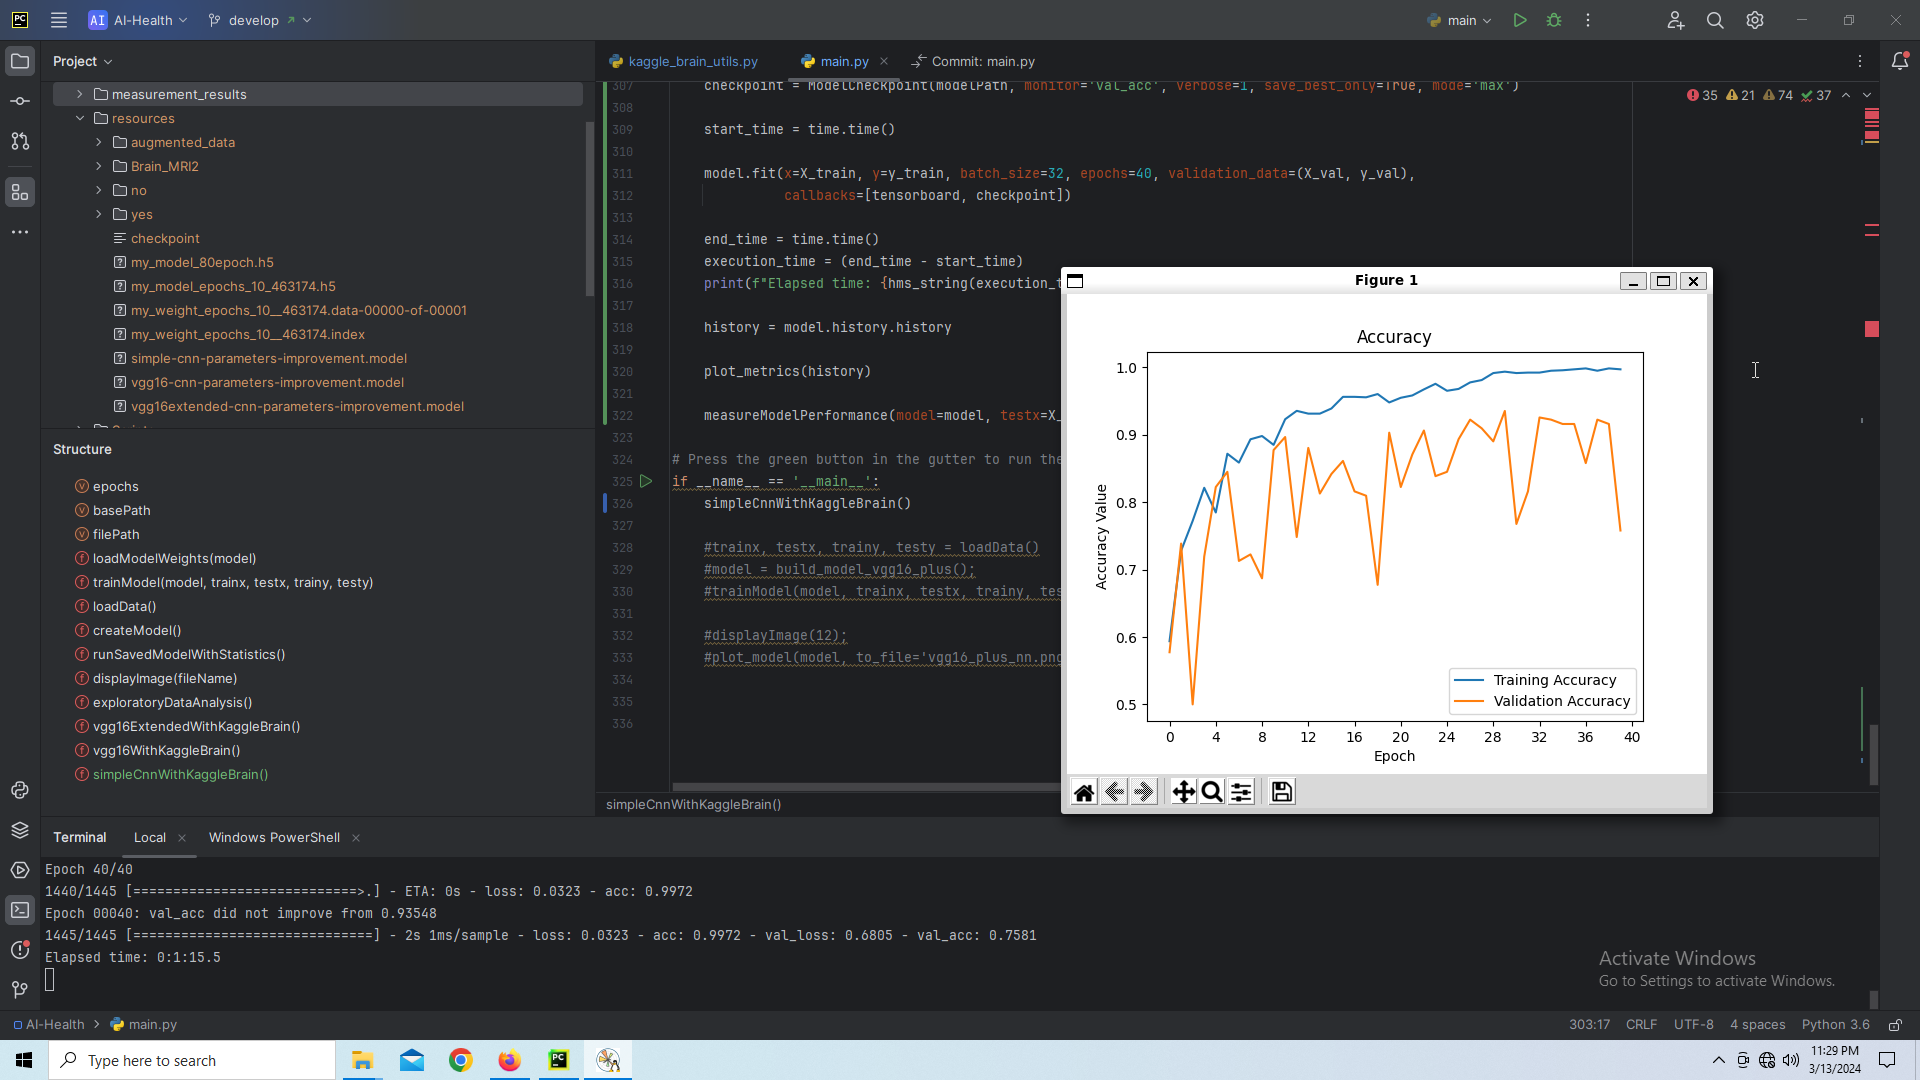 PC
AI AI-Health
develop
main
Project
measurement_results
resources
augmented_data
Brain_MRI2
no
yes
checkpoint
my_model_80epoch.h5
my_model_epochs_10_463174.h5
my_weight_epochs_10__463174.data-00000-of-00001
my_weight_epochs_10__463174.index
simple-cnn-parameters-improvement.model
vgg16-cnn-parameters-improvement.model
vgg16extended-cnn-parameters-improvement.model
Structure
epochs
basePath
filePath
loadModelWeights(model)
trainModel(model, trainx, testx, trainy, testy)
loadData()
createModel()
runSavedModelWithStatistics()
displayImage(fileName)
exploratoryDataAnalysis()
vgg16ExtendedWithKaggleBrain()
vgg16WithKaggleBrain()
simpleCnnWithKaggleBrain()
kaggle_brain_utils.py
main.py
Commit: main.py
35 21 74 37
307 checkpoint = ModelCheckpoint(modelPath, monitor='val_acc', verbose=1, save_best_only=True, mode='max')
308
309 start_time = time.time()
310
311 model.fit(x=X_train, y=y_train, batch_size=32, epochs=40, validation_data=(X_val, y_val),
312 callbacks=[tensorboard, checkpoint])
313
314 end_time = time.time()
315 execution_time = (end_time - start_time)
316 print(f"Elapsed time: {hms_string(execution_t
317
318 history = model.history.history
319
320 plot_metrics(history)
321
322 measureModelPerformance(model=model, testx=X_
323
324 # Press the green button in the gutter to run the
325 if __name__ == '__main__':
326 simpleCnnWithKaggleBrain()
327
328 #trainx, testx, trainy, testy = loadData()
329 #model = build_model_vgg16_plus();
330 #trainModel(model, trainx, testx, trainy, tes
331
332 #displayImage(12);
333 #plot_model(model, to_file='vgg16_plus_nn.png
334
335
336
simpleCnnWithKaggleBrain()
Figure 1
Accuracy
1.0
0.9
0.8
0.7
0.6
0.5
Accuracy Value
0 4 8 12 16 20 24 28 32 36 40
Epoch
Training Accuracy
Validation Accuracy
Terminal
Local
Windows PowerShell
Epoch 40/40
1440/1445 [============================>.] - ETA: 0s - loss: 0.0323 - acc: 0.9972
Epoch 00040: val_acc did not improve from 0.93548
1445/1445 [==============================] - 2s 1ms/sample - loss: 0.0323 - acc: 0.9972 - val_loss: 0.6805 - val_acc: 0.7581
Elapsed time: 0:1:15.5
Activate Windows
Go to Settings to activate Windows.
AI-Health
main.py
303:17 CRLF UTF-8 4 spaces Python 3.6
Type here to search
PC
11:29 PM
3/13/2024